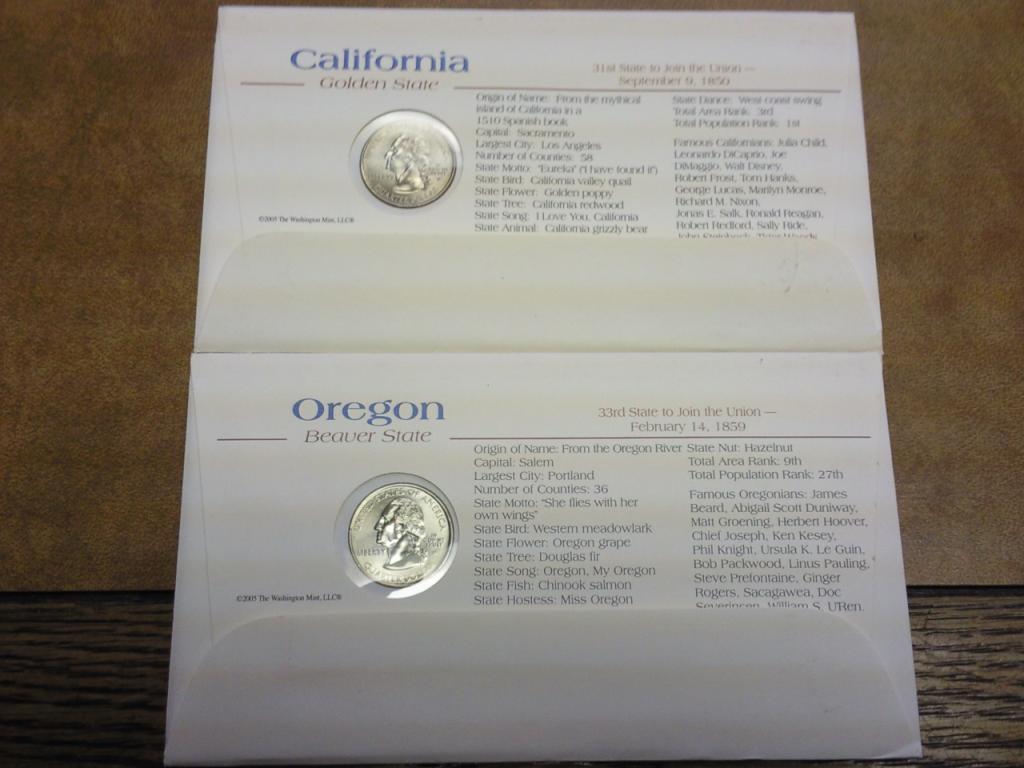 California
Golden State
31st State to Join the Union —
September 9, 1850
Origin of Name: From the mythical
island of California in a
1510 Spanish book
Capital: Sacramento
Largest City: Los Angeles
Number of Counties: 58
State Motto: "Eureka" ("I have found it")
State Bird: California valley quail
State Flower: Golden poppy
State Tree: California redwood
State Song: I Love You, California
State Animal: California grizzly bear
State Dance: West coast swing
Total Area Rank: 3rd
Total Population Rank: 1st
Famous Californians: Julia Child,
Leonardo DiCaprio, Joe
DiMaggio, Walt Disney,
Robert Frost, Tom Hanks,
George Lucas, Marilyn Monroe,
Richard M. Nixon,
Jonas E. Salk, Ronald Reagan,
Robert Redford, Sally Ride,
John Steinbeck, Tiger Woods
©2005 The Washington Mint, LLC®
Oregon
Beaver State
33rd State to Join the Union —
February 14, 1859
Origin of Name: From the Oregon River
Capital: Salem
Largest City: Portland
Number of Counties: 36
State Motto: "She flies with her
own wings"
State Bird: Western meadowlark
State Flower: Oregon grape
State Tree: Douglas fir
State Song: Oregon, My Oregon
State Fish: Chinook salmon
State Hostess: Miss Oregon
State Nut: Hazelnut
Total Area Rank: 9th
Total Population Rank: 27th
Famous Oregonians: James
Beard, Abigail Scott Duniway,
Matt Groening, Herbert Hoover,
Chief Joseph, Ken Kesey,
Phil Knight, Ursula K. Le Guin,
Bob Packwood, Linus Pauling,
Steve Prefontaine, Ginger
Rogers, Sacagawea, Doc
Severinsen, William S. U'Ren,
UNITED STATES OF AMERICA
LIBERTY
©2005 The Washington Mint, LLC®